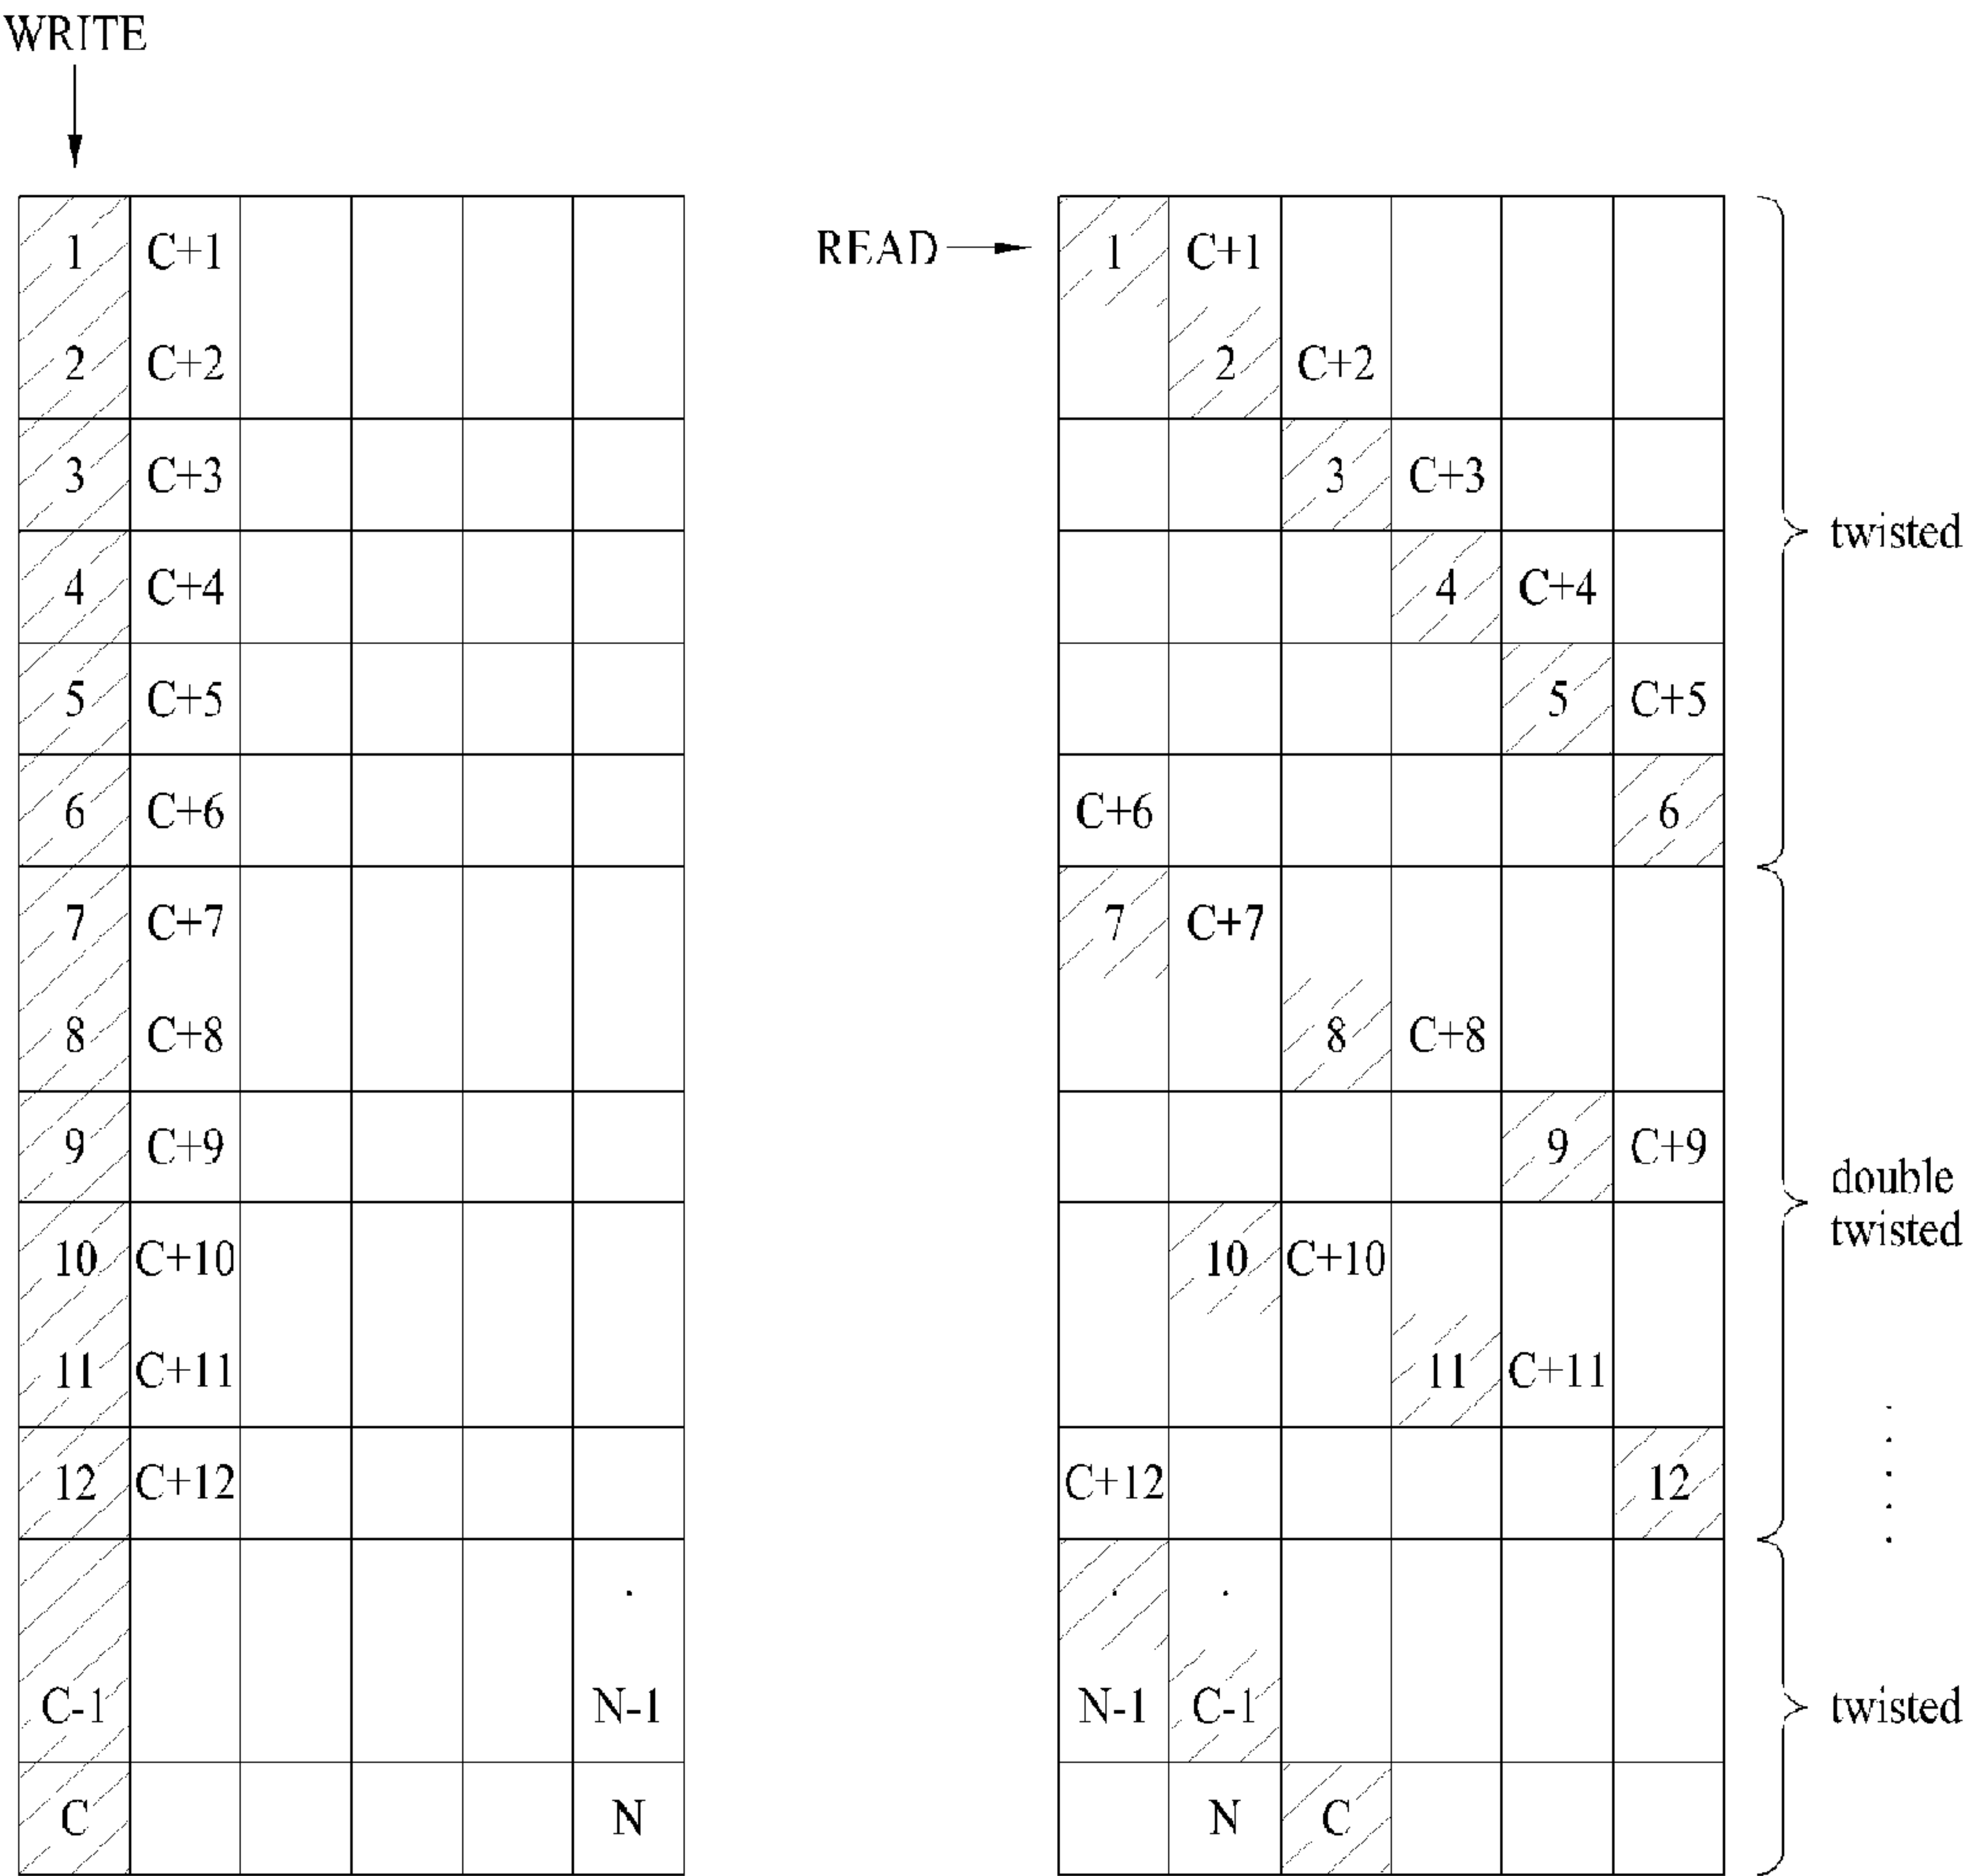 WRITE
READ
1 C+1
2 C+2
3 C+3
4 C+4
5 C+5
6 C+6
7 C+7
8 C+8
9 C+9
10 C+10
11 C+11
12 C+12
.
C-1 N-1
C N
1 C+1
2 C+2
3 C+3
4 C+4
5 C+5
C+6 6
7 C+7
8 C+8
9 C+9
10 C+10
11 C+11
C+12 12
. .
N-1 C-1
N C
twisted
double
twisted
.
.
.
.
.
twisted